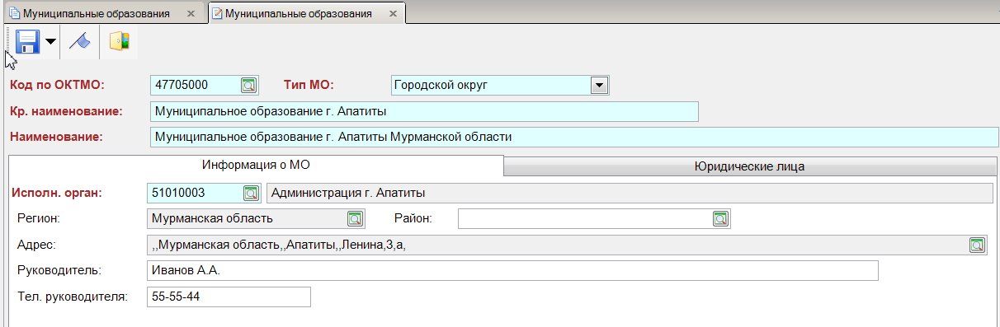 Муниципальные образования Муниципальные образования
Код по ОКТМО: 47705000 Тип МО: Городской округ
Кр. наименование: Муниципальное образование г. Апатиты
Наименование: Муниципальное образование г. Апатиты Мурманской области
Информация о МО Юридические лица
Исполн. орган: 51010003 Администрация г. Апатиты
Регион: Мурманская область Район:
Адрес: ,,Мурманская область,,Апатиты,,Ленина,3,а,
Руководитель: Иванов А.А.
Тел. руководителя: 55-55-44